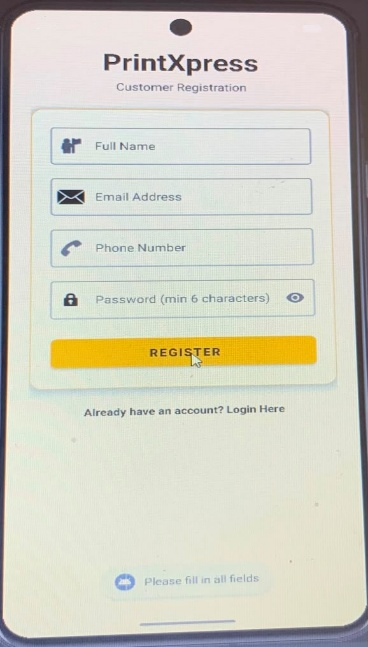 PrintXpress
Customer Registration
Full Name
Email Address
Phone Number
Password (min 6 characters)
REGISTER
Already have an account? Login Here
Please fill in all fields